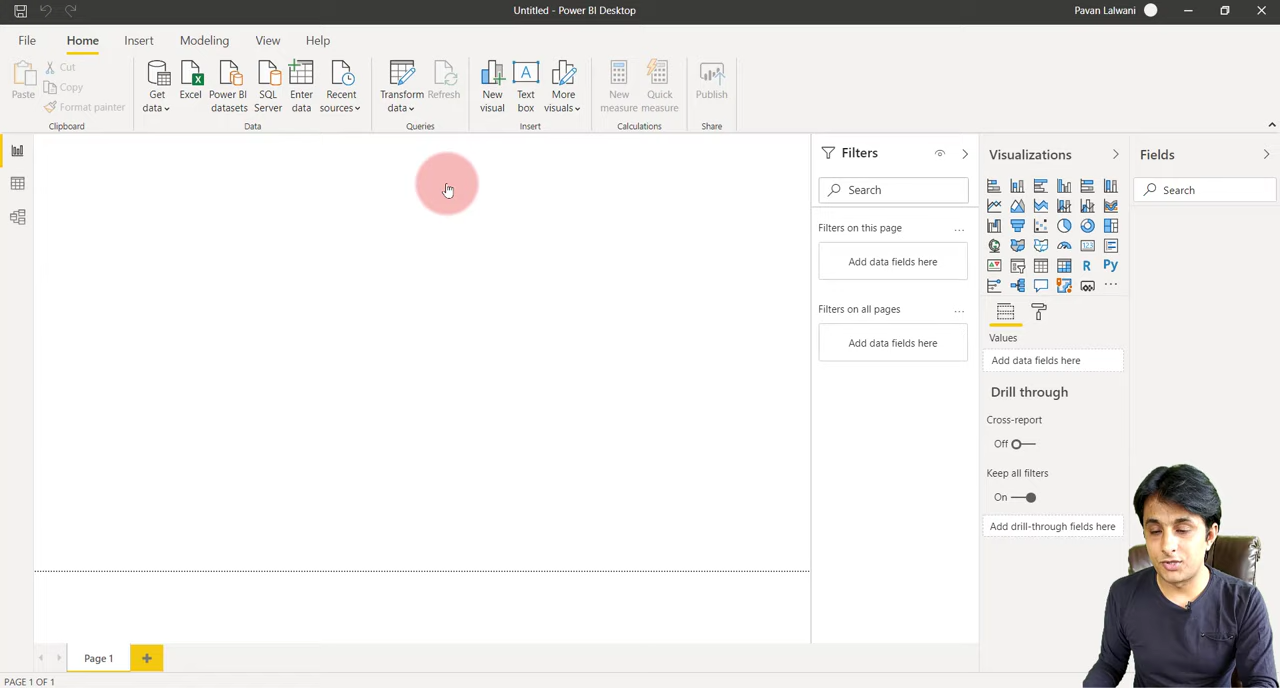 Untitled - Power BI Desktop
Pavan Lalwani
File Home Insert Modeling View Help
Paste
Cut
Copy
Format painter
Clipboard
Get data
Excel
Power BI datasets
SQL Server
Enter data
Recent sources
Data
Transform data
Refresh
Queries
New visual
A
Text box
More visuals
Insert
New measure
Quick measure
Calculations
Publish
Share
Filters
Search
Filters on this page
...
Add data fields here
Filters on all pages
...
Add data fields here
Visualizations
123
R
Py
...
Values
Add data fields here
Drill through
Cross-report
Off
Keep all filters
On
Add drill-through fields here
Fields
Search
Page 1
+
PAGE 1 OF 1